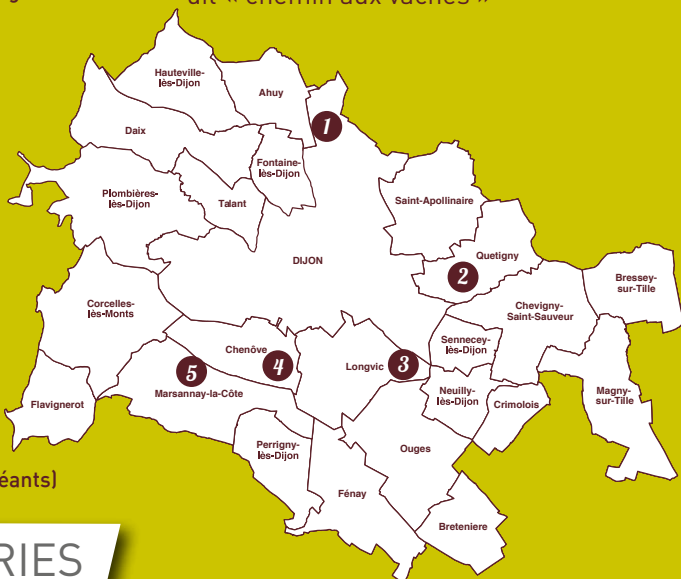 dit « chemin aux vaches »
Hauteville-
lès-Dijon
Ahuy
1
Daix
Fontaine-
lès-Dijon
Plombières-
lès-Dijon
Talant
Saint-Apollinaire
DIJON
Quetigny
2
Bressey-
sur-Tille
Corcelles-
lès-Monts
Chevigny-
Saint-Sauveur
Chenôve
Sennecey-
lès-Dijon
5
4
Longvic
3
Marsannay-la-Côte
Neuilly-
lès-Dijon
Crimolois
Magny-
sur-Tille
Flavignerot
Perrigny-
lès-Dijon
Ouges
éants)
Fénay
Breteniere
RIES